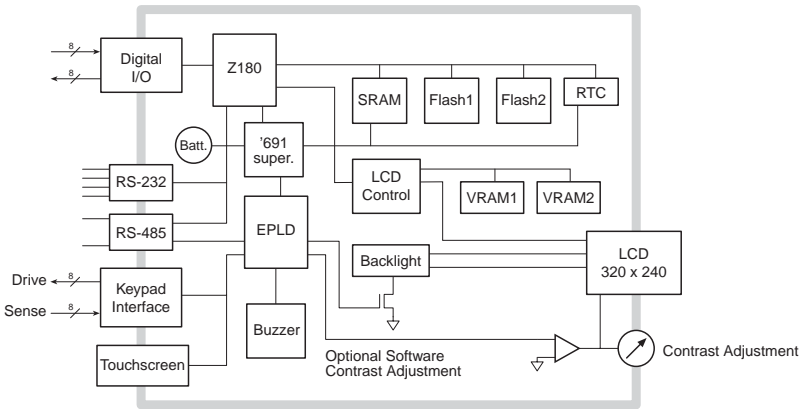 8
8
Digital
I/O
Z180
SRAM
Flash1
Flash2
RTC
Batt.
'691
super.
RS-232
LCD
Control
VRAM1
VRAM2
RS-485
EPLD
Backlight
LCD
320 x 240
Drive
8
Sense
8
Keypad
Interface
Buzzer
Touchscreen
Optional Software
Contrast Adjustment
Contrast Adjustment